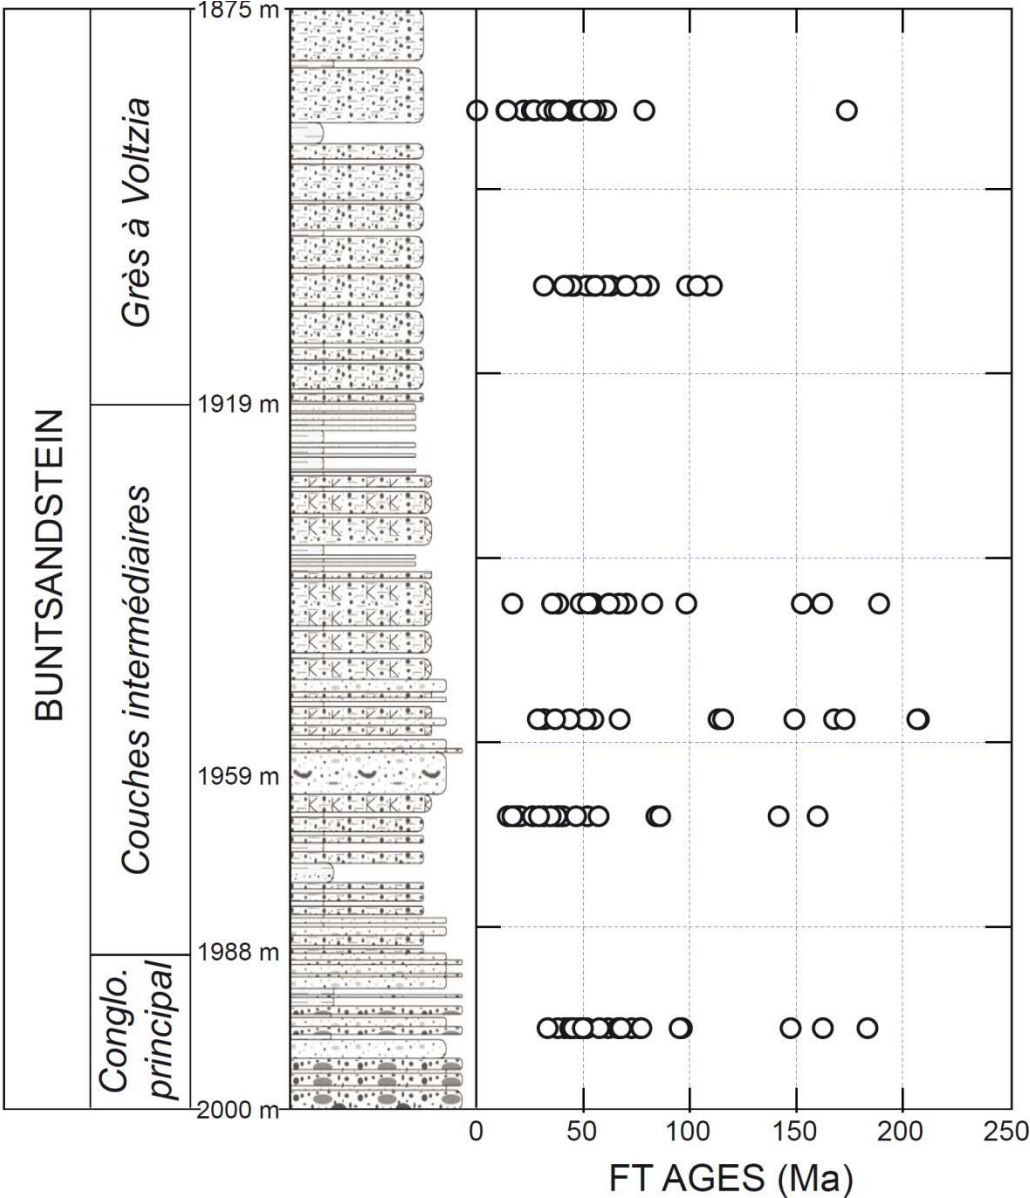 BUNTSANDSTEIN
Grès à Voltzia
Couches intermédiaires
Conglo.
principal
1875 m
1919 m
1959 m
1988 m
2000 m
0 50 100 150 200 250
FT AGES (Ma)